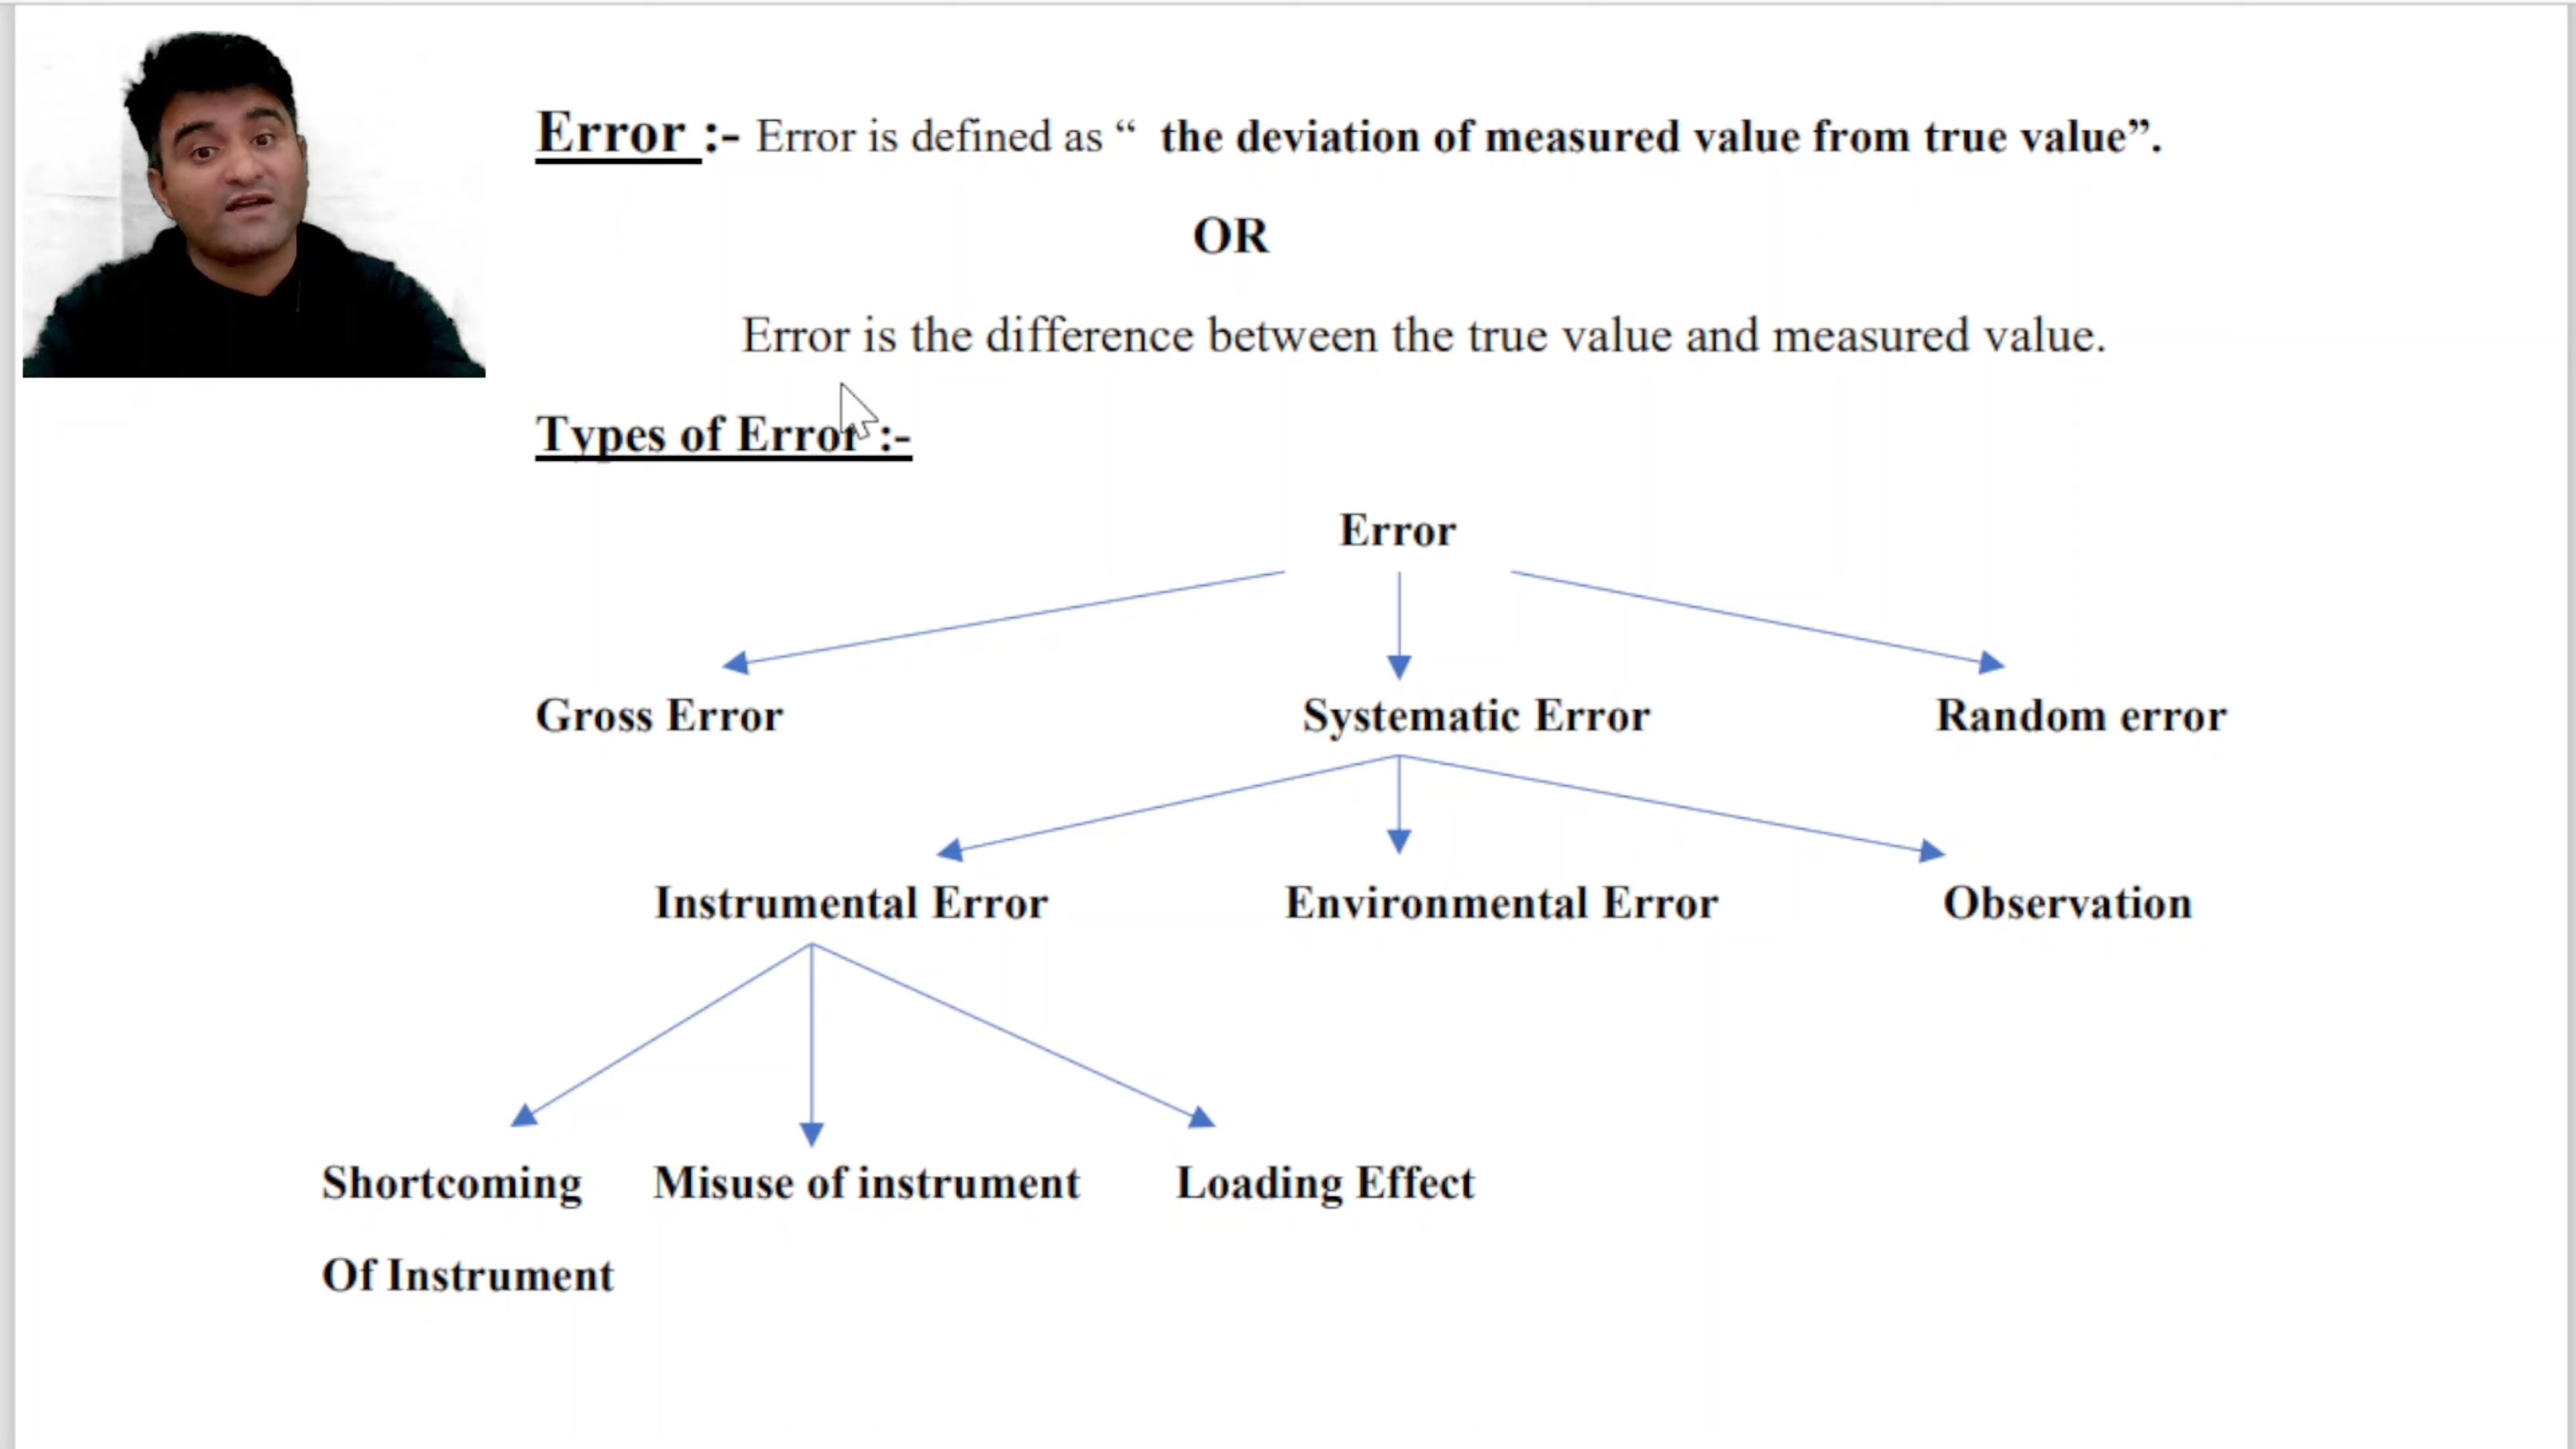 Error :- Error is defined as “ the deviation of measured value from true value”.
OR
Error is the difference between the true value and measured value.
Types of Error :-
Error
Gross Error Systematic Error Random error
Instrumental Error Environmental Error Observation
Shortcoming Misuse of instrument Loading Effect
Of Instrument